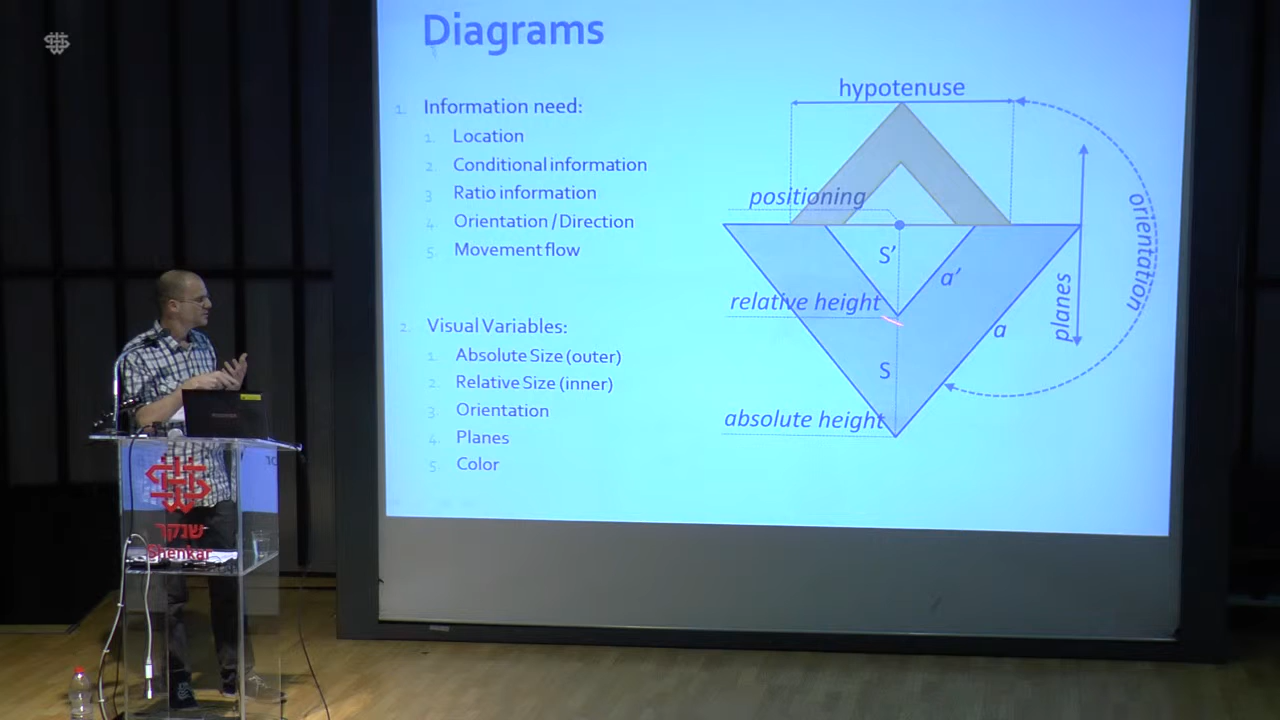 Diagrams
1. Information need:
1. Location
2. Conditional information
3. Ratio information
4. Orientation / Direction
5. Movement flow
2. Visual Variables:
1. Absolute Size (outer)
2. Relative Size (inner)
3. Orientation
4. Planes
5. Color
hypotenuse
positioning
S'
a'
relative height
a
S
absolute height
planes
orientation
שנקר
Shenkar